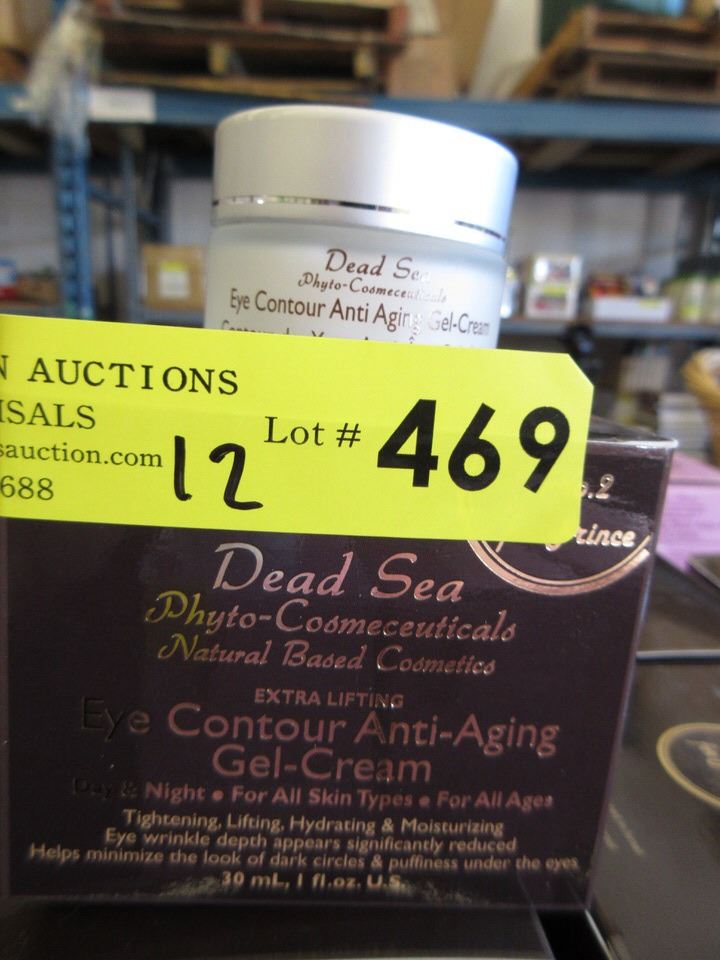 Dead Sea
Phyto-Cosmeceuticals
Eye Contour Anti Aging Gel-Cream
AUCTIONS
Lot # 469
sauction.com
12
688
Dead Sea
Phyto-Cosmeceuticals
Natural Based Cosmetics
EXTRA LIFTING
Eye Contour Anti-Aging
Gel-Cream
Day & Night • For All Skin Types • For All Ages
Tightening, Lifting, Hydrating & Moisturizing
Eye wrinkle depth appears significantly reduced
Helps minimize the look of dark circles & puffiness under the eyes
30 mL, 1 fl.oz. U.S.